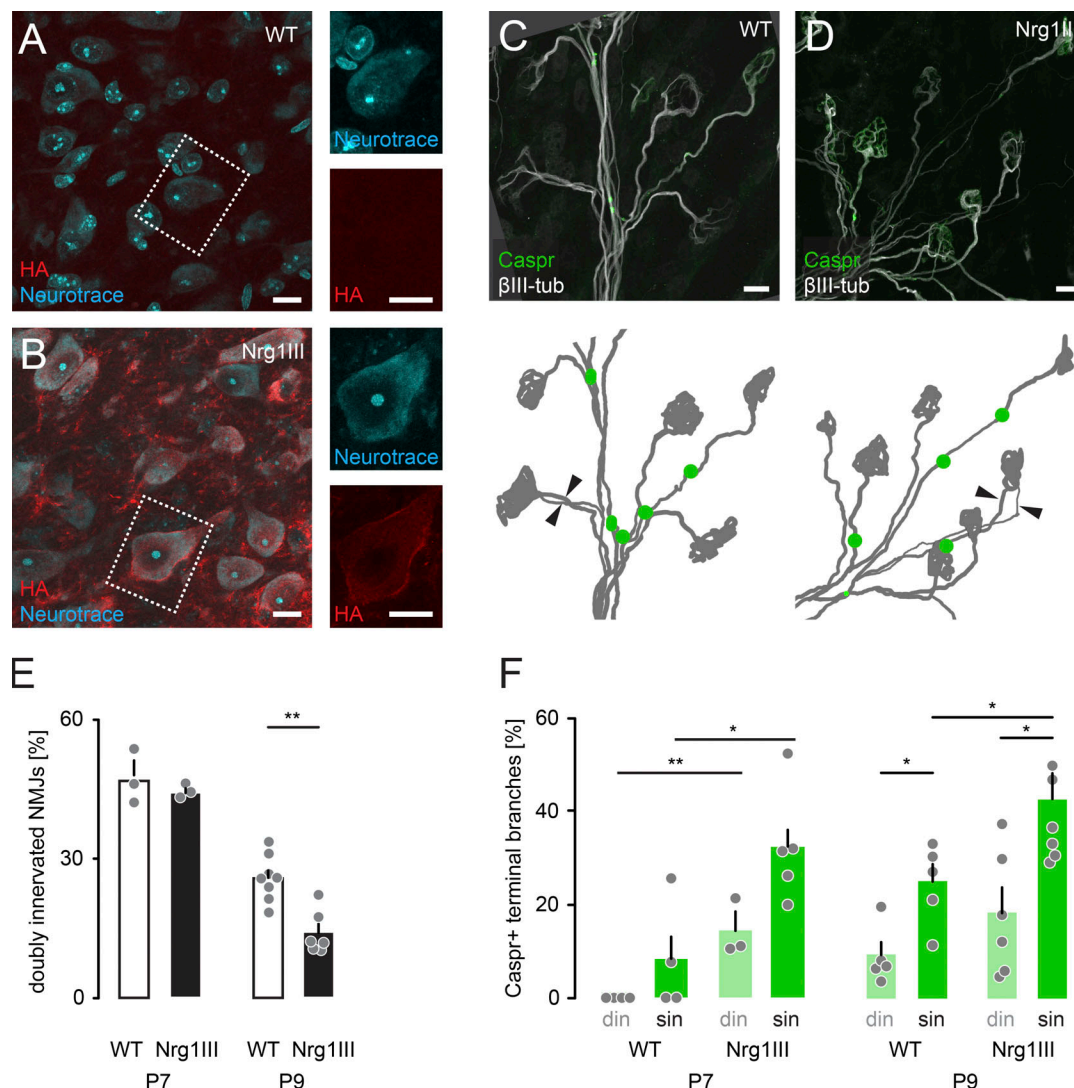 A
WT
HA
Neurotrace
Neurotrace
HA
B
Nrg1III
HA
Neurotrace
Neurotrace
HA
C
WT
Caspr
βIII-tub
D
Nrg1II
Caspr
βIII-tub
E
doubly innervated NMJs [%]
60
30
0
**
WT Nrg1III WT Nrg1III
P7 P9
F
Caspr+ terminal branches [%]
60
40
20
0
**
*
*
*
*
din sin din sin din sin din sin
WT Nrg1III WT Nrg1III
P7 P9